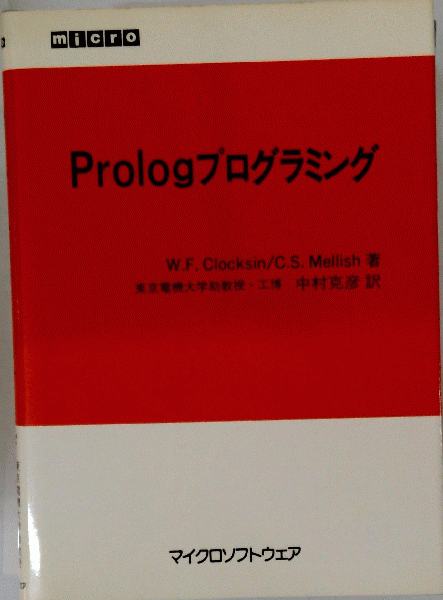 micro
Prologプログラミング
W.F. Clocksin/C.S. Mellish 著
東京電機大学助教授・工博 中村克彦 訳
マイクロソフトウェア